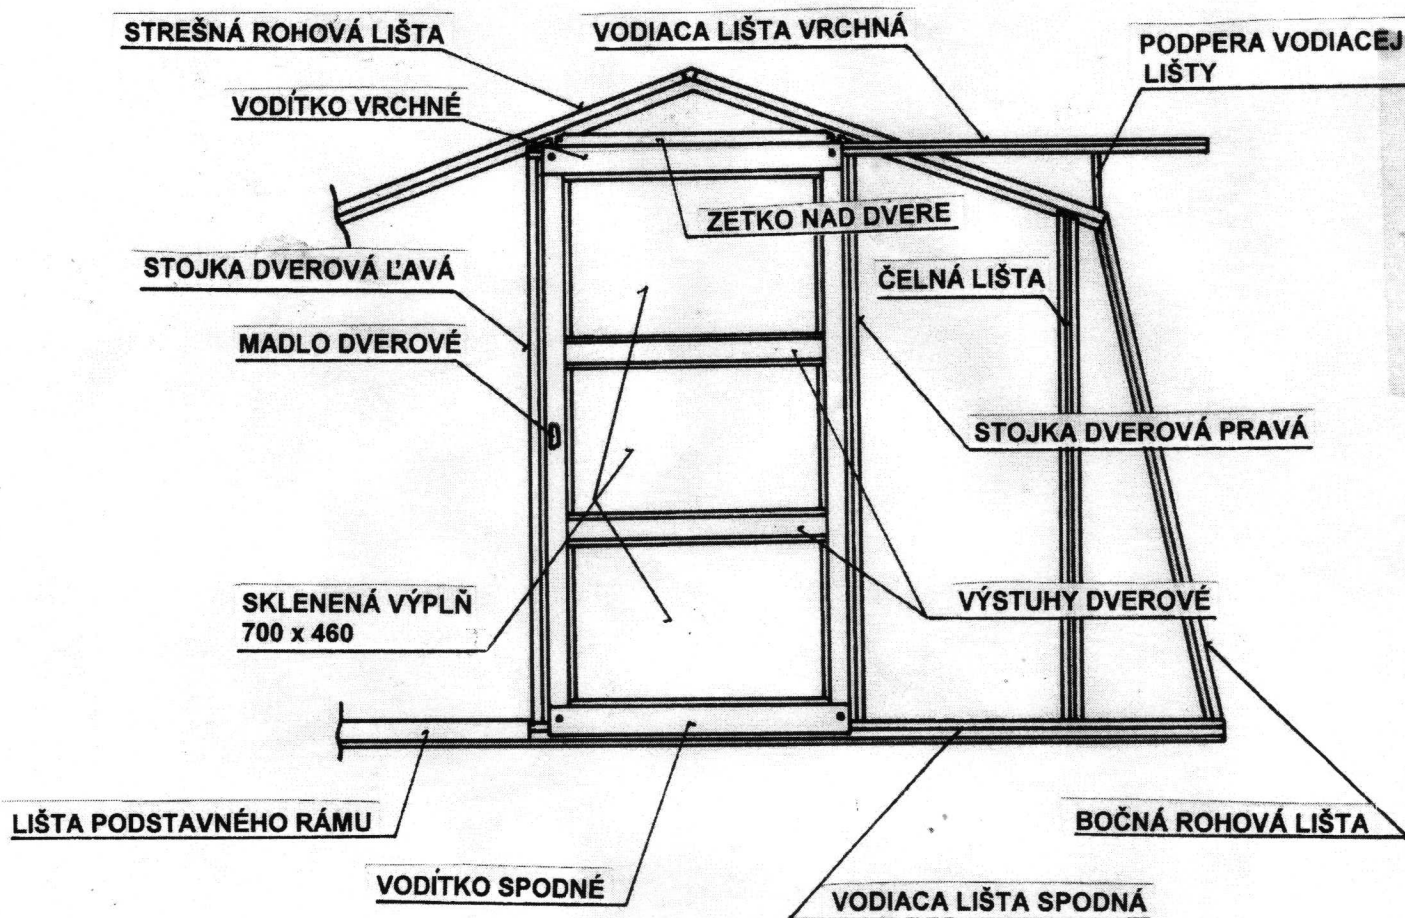 STREŠNÁ ROHOVÁ LIŠTA
VODIACA LIŠTA VRCHNÁ
PODPERA VODIACEJ
LIŠTY
VODÍTKO VRCHNÉ
ZETKO NAD DVERE
STOJKA DVEROVÁ ĽAVÁ
ČELNÁ LIŠTA
MADLO DVEROVÉ
STOJKA DVEROVÁ PRAVÁ
SKLENENÁ VÝPLŇ
700 x 460
VÝSTUHY DVEROVÉ
LIŠTA PODSTAVNÉHO RÁMU
BOČNÁ ROHOVÁ LIŠTA
VODÍTKO SPODNÉ
VODIACA LIŠTA SPODNÁ